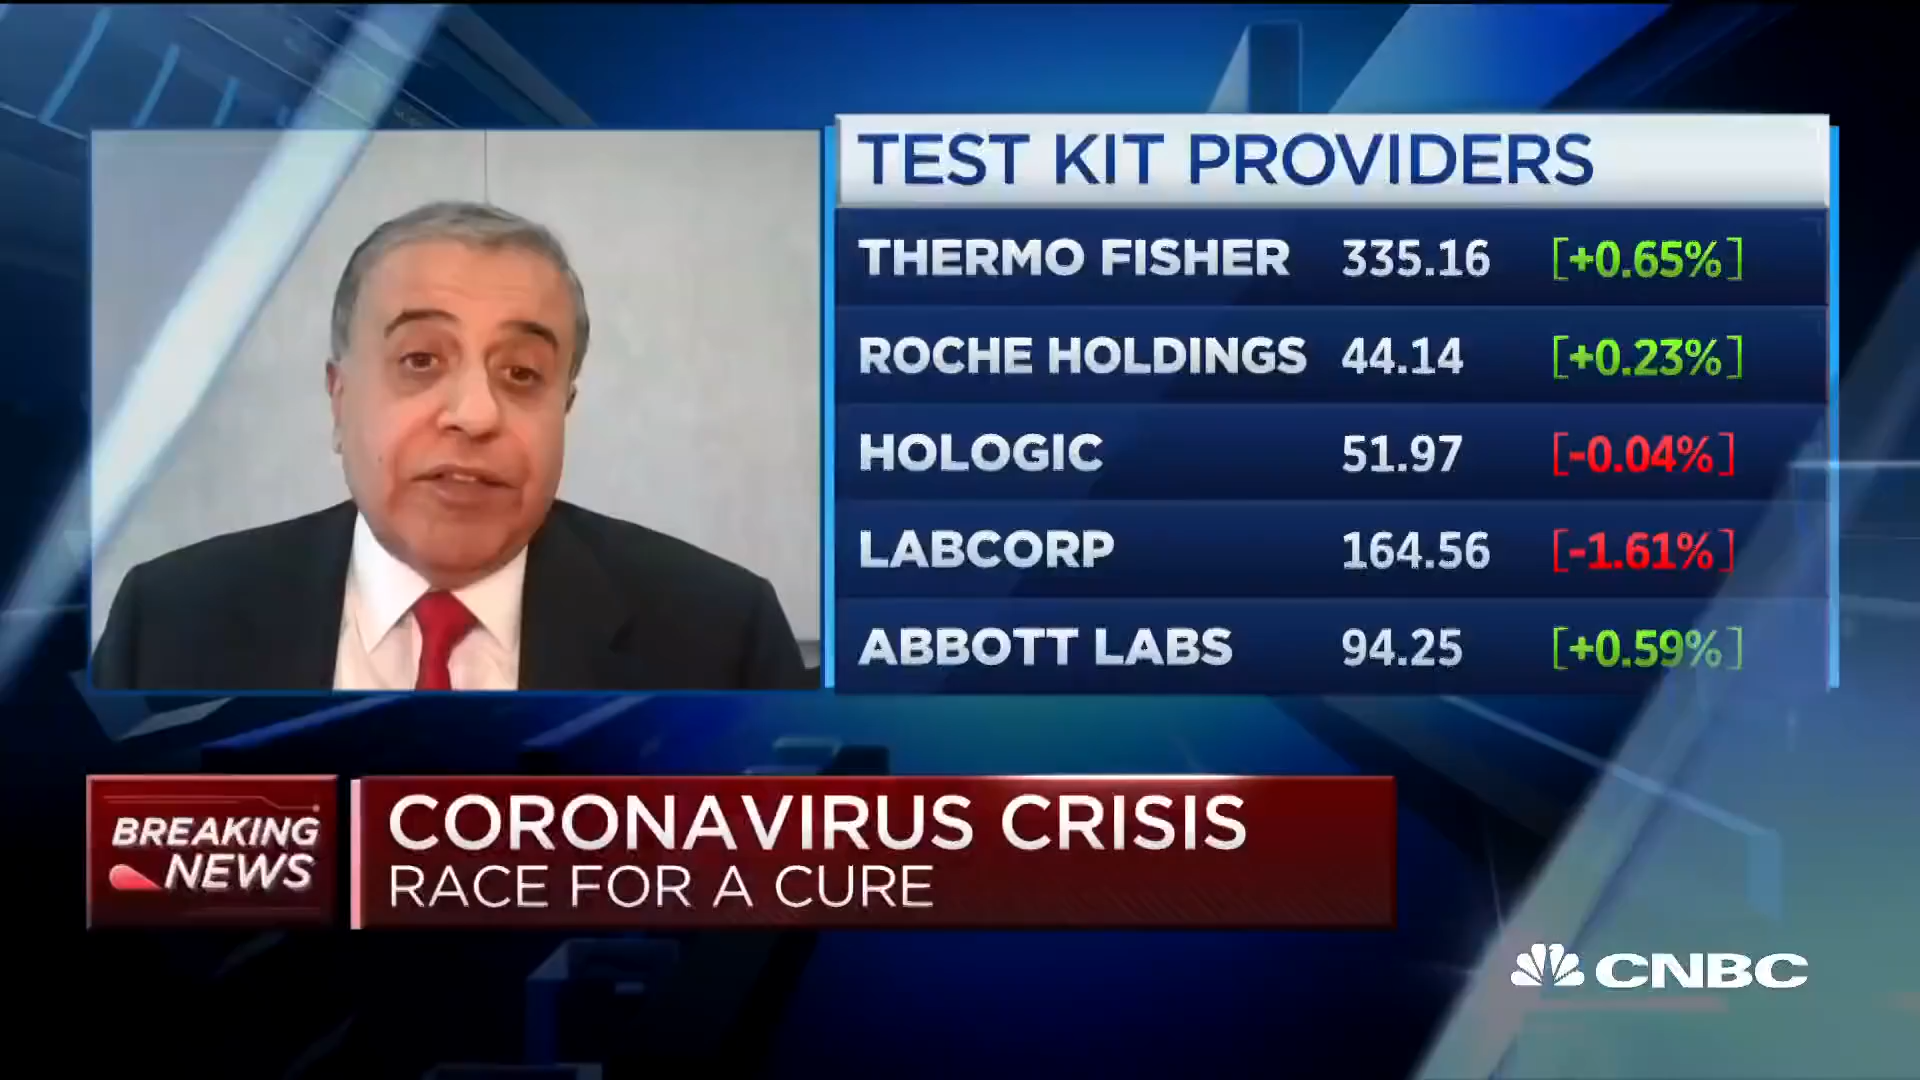 TEST KIT PROVIDERS
THERMO FISHER 335.16 [+0.65%]
ROCHE HOLDINGS 44.14 [+0.23%]
HOLOGIC 51.97 [-0.04%]
LABCORP 164.56 [-1.61%]
ABBOTT LABS 94.25 [+0.59%]
BREAKING
NEWS
CORONAVIRUS CRISIS
RACE FOR A CURE
CNBC